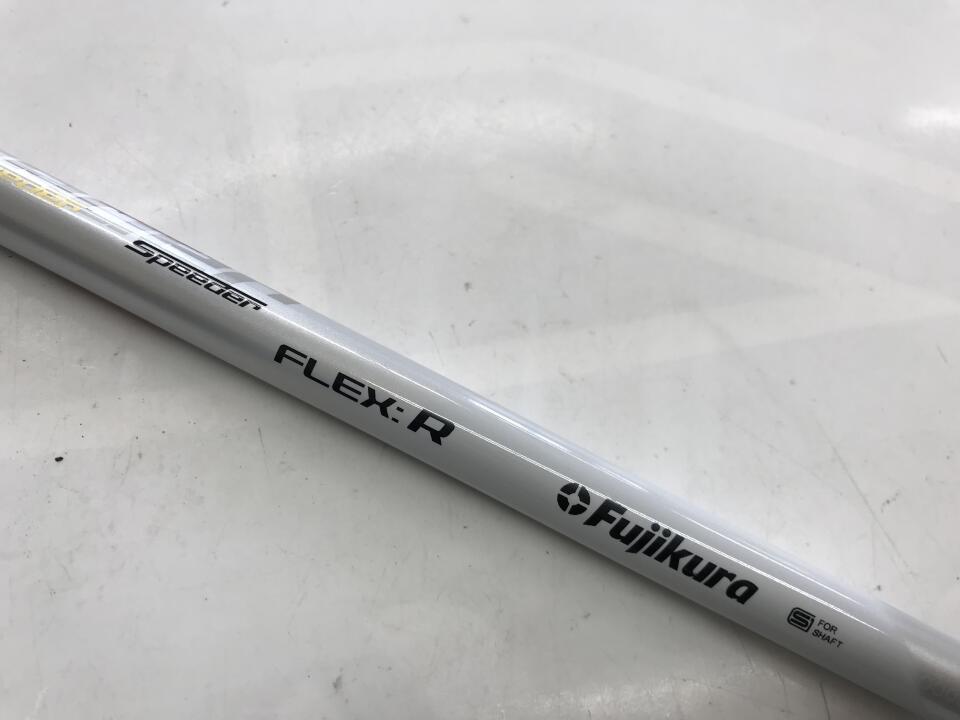 Speeder
FLEX: R
Fujikura
S FOR
SHAFT